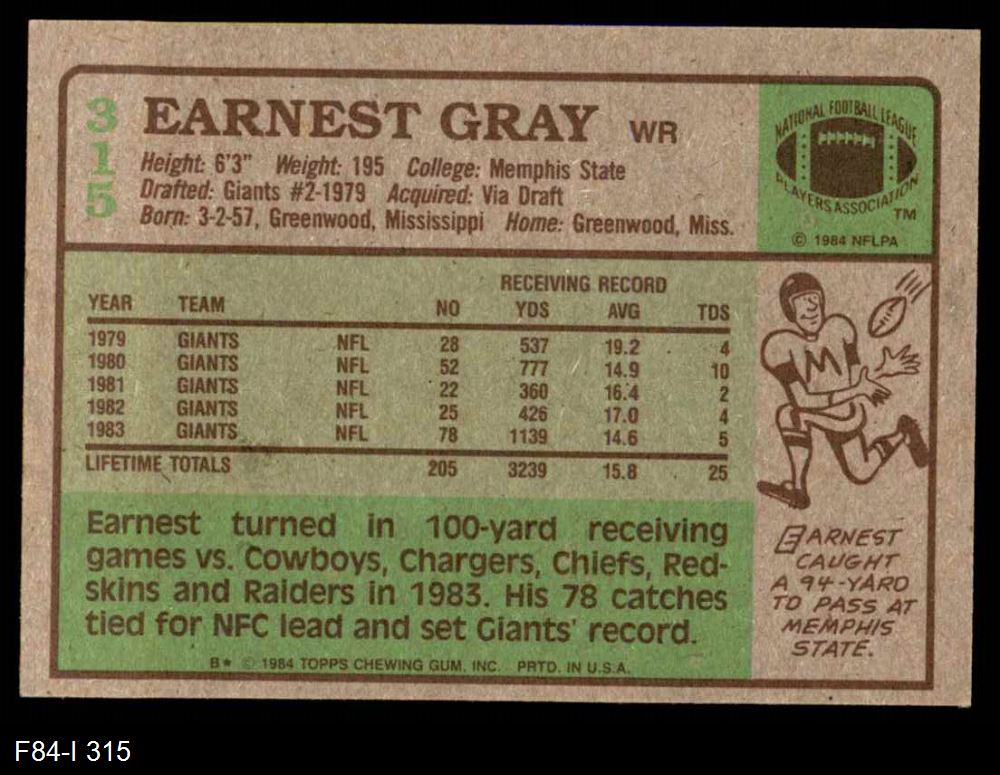 315
EARNEST GRAY WR
Height: 6'3" Weight: 195 College: Memphis State
Drafted: Giants #2-1979 Acquired: Via Draft
Born: 3-2-57, Greenwood, Mississippi Home: Greenwood, Miss.
NATIONAL FOOTBALL LEAGUE
PLAYERS ASSOCIATION
TM
© 1984 NFLPA
RECEIVING RECORD
YEAR TEAM NO YDS AVG TDS
1979 GIANTS NFL 28 537 19.2 4
1980 GIANTS NFL 52 777 14.9 10
1981 GIANTS NFL 22 360 16.4 2
1982 GIANTS NFL 25 426 17.0 4
1983 GIANTS NFL 78 1139 14.6 5
LIFETIME TOTALS 205 3239 15.8 25
M
Earnest turned in 100-yard receiving
games vs. Cowboys, Chargers, Chiefs, Red-
skins and Raiders in 1983. His 78 catches
tied for NFC lead and set Giants' record.
EARNEST
CAUGHT
A 94-YARD
TD PASS AT
MEMPHIS
STATE.
B* © 1984 TOPPS CHEWING GUM, INC. PRTD. IN U.S.A.
F84-I 315